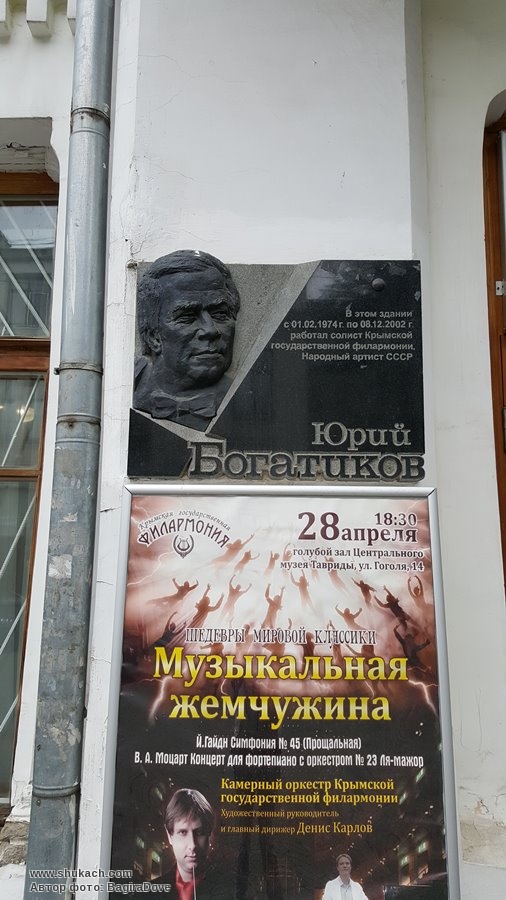 В этом здании
с 01.02.1974 г. по 08.12.2002 г.
работал солист Крымской
государственной филармонии.
Народный артист СССР
Юрий
Богатиков
Крымская государственная
ФИЛАРМОНИЯ
28 апреля 18:30
голубой зал Центрального
музея Тавриды, ул. Гоголя, 14
ШЕДЕВРЫ МИРОВОЙ КЛАССИКИ
Музыкальная
жемчужина
Й.Гайдн Симфония № 45 (Прощальная)
В. А. Моцарт Концерт для фортепиано с оркестром № 23 Ля-мажор
Камерный оркестр Крымской
государственной филармонии
Художественный руководитель
и главный дирижер Денис Карлов
www.shukach.com
Автор фото: BagiraDove